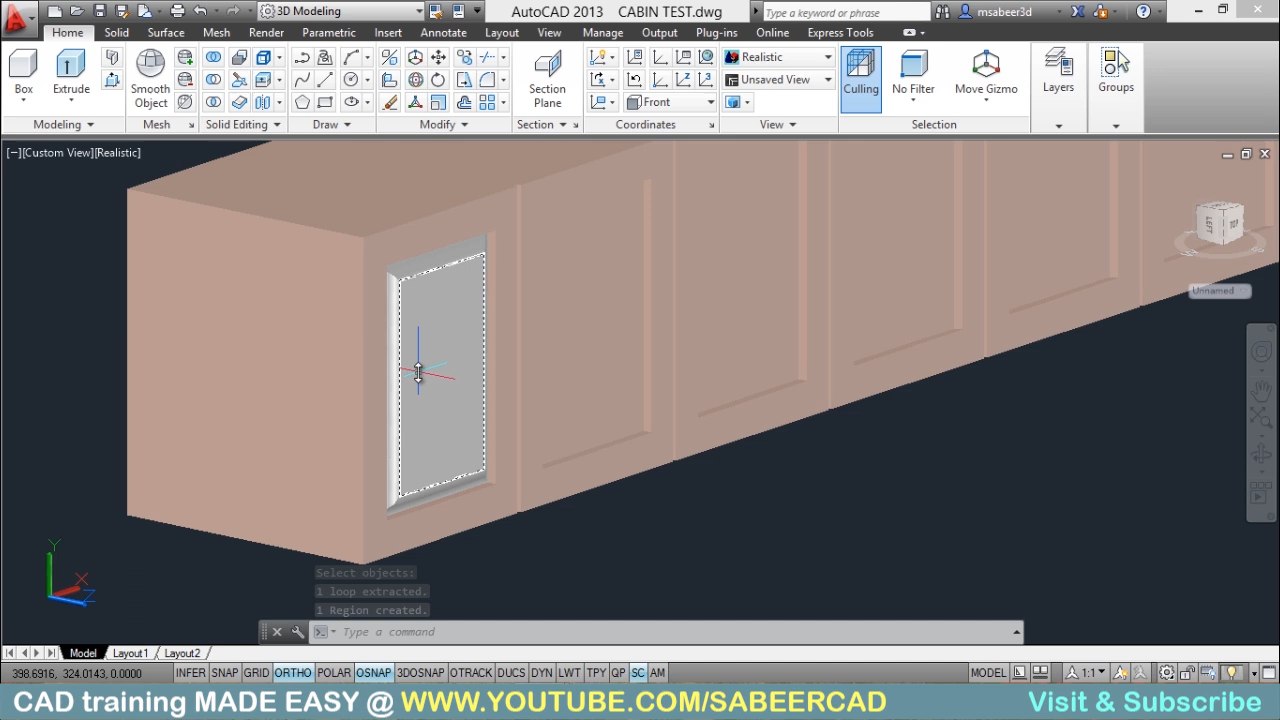 3D Modeling
AutoCAD 2013 CABIN TEST.dwg
Type a keyword or phrase
msabeer3d
Home Solid Surface Mesh Render Parametric Insert Annotate Layout View Manage Output Plug-ins Online Express Tools
Box
Extrude
Smooth
Object
Section
Plane
Front
Realistic
Unsaved View
Culling
No Filter
Move Gizmo
Layers
Groups
Modeling Mesh Solid Editing Draw Modify Section Coordinates View Selection
[−][Custom View][Realistic]
LEFT
Unnamed
Y
X
Z
Select objects:
1 loop extracted.
1 Region created.
Type a command
Model Layout1 Layout2
398.6916, 324.0143, 0.0000 INFER SNAP GRID ORTHO POLAR OSNAP 3DOSNAP OTRACK DUCS DYN LWT TPY QP SC AM MODEL 1:1
CAD training MADE EASY @ WWW.YOUTUBE.COM/SABEERCAD Visit & Subscribe